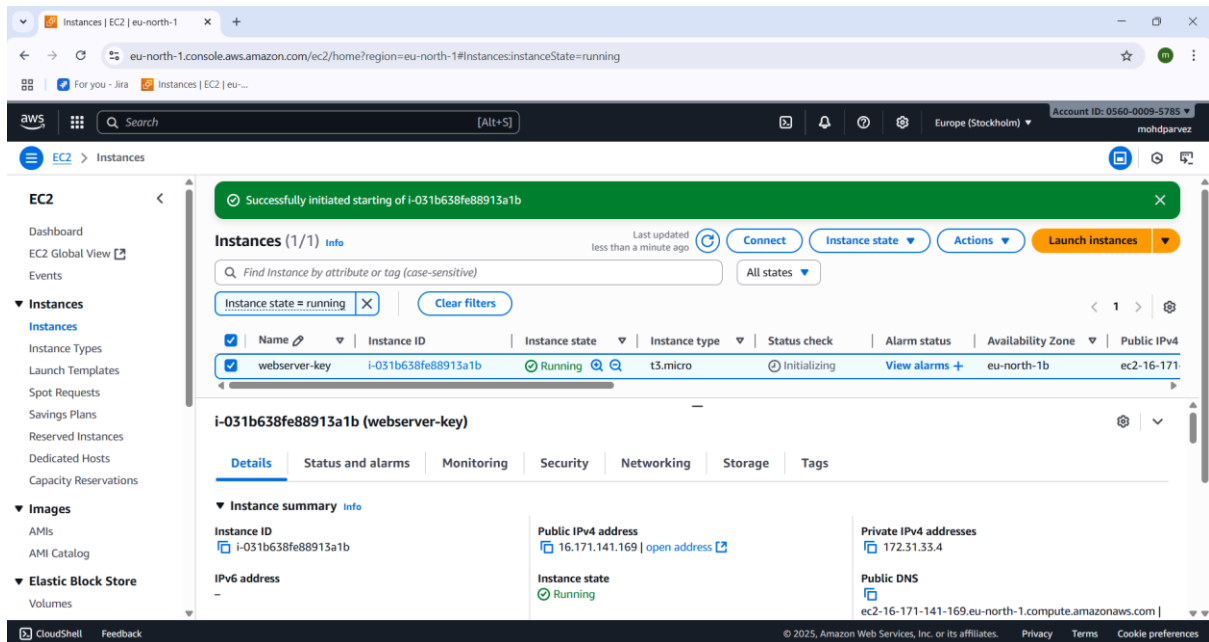 Instances | EC2 | eu-north-1
eu-north-1.console.aws.amazon.com/ec2/home?region=eu-north-1#Instances:instanceState=running
m
For you - Jira
Instances | EC2 | eu-...
aws
Search
[Alt+S]
Europe (Stockholm)
Account ID: 0560-0009-5785
mohdparvez
EC2 > Instances
EC2
Dashboard
EC2 Global View
Events
Instances
Instances
Instance Types
Launch Templates
Spot Requests
Savings Plans
Reserved Instances
Dedicated Hosts
Capacity Reservations
Images
AMIs
AMI Catalog
Elastic Block Store
Volumes
Successfully initiated starting of i-031b638fe88913a1b
Instances (1/1) Info
Last updated
less than a minute ago
Connect
Instance state
Actions
Launch instances
Find Instance by attribute or tag (case-sensitive)
All states
Instance state = running
Clear filters
1
Name Instance ID Instance state Instance type Status check Alarm status Availability Zone Public IPv4
webserver-key i-031b638fe88913a1b Running t3.micro Initializing View alarms + eu-north-1b ec2-16-171-
i-031b638fe88913a1b (webserver-key)
Details Status and alarms Monitoring Security Networking Storage Tags
Instance summary Info
Instance ID
i-031b638fe88913a1b
Public IPv4 address
16.171.141.169 | open address
Private IPv4 addresses
172.31.33.4
IPv6 address
–
Instance state
Running
Public DNS
ec2-16-171-141-169.eu-north-1.compute.amazonaws.com |
CloudShell Feedback
© 2025, Amazon Web Services, Inc. or its affiliates. Privacy Terms Cookie preferences